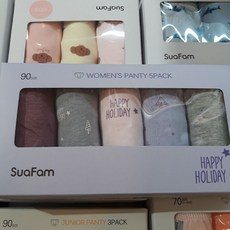 SuaFam
90
WOMEN'S PANTY 5PACK
HAPPY
HOLIDAY
SuaFam
HAPPY
HOLIDAY
90
JUNIOR PANTY 3PACK
70